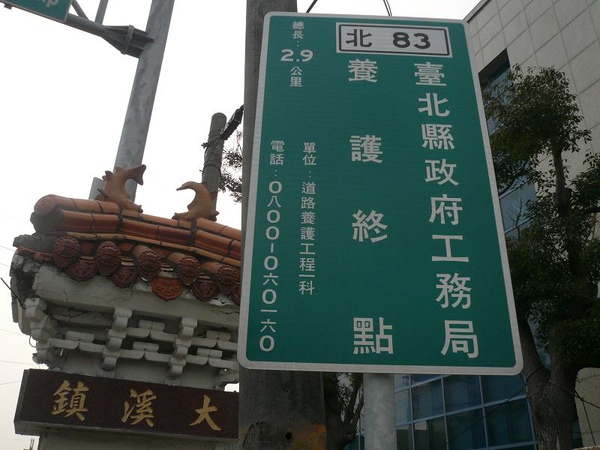 北 83
臺北縣政府工務局
養護終點
總長：2.9公里
單位：道路養護工程一科
電話：0八00-0六0一六0
大溪鎮